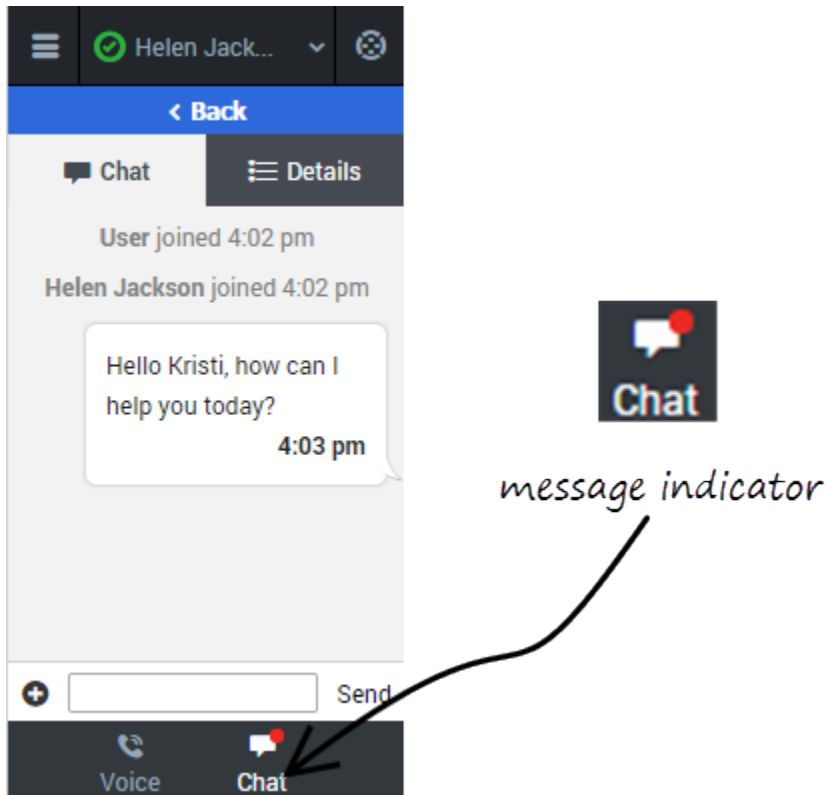 Helen Jack...
Back
Chat
Details
User joined 4:02 pm
Helen Jackson joined 4:02 pm
Hello Kristi, how can I
help you today?
4:03 pm
Send
Voice
Chat
Chat
message indicator